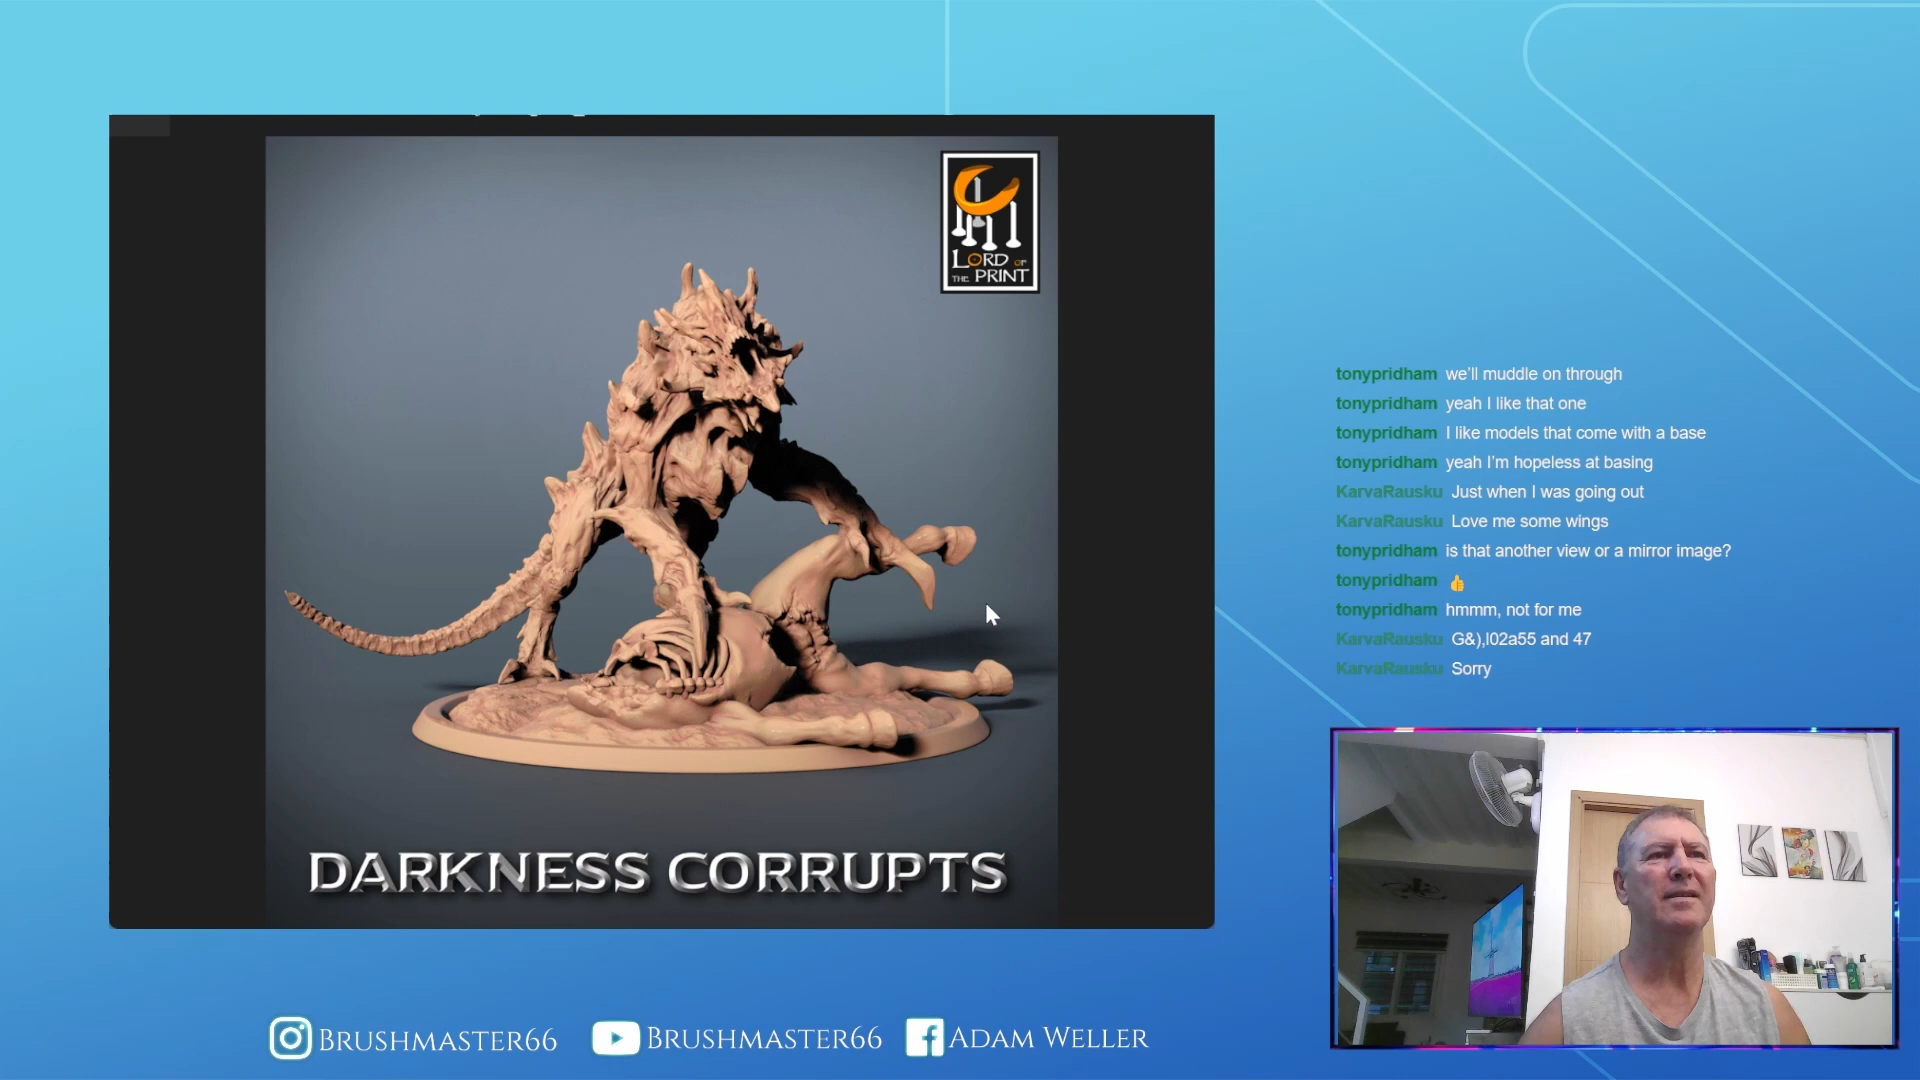 LORD OF
THE PRINT
DARKNESS CORRUPTS
tonypridham we'll muddle on through
tonypridham yeah I like that one
tonypridham I like models that come with a base
tonypridham yeah I'm hopeless at basing
KarvaRausku Just when I was going out
KarvaRausku Love me some wings
tonypridham is that another view or a mirror image?
tonypridham 👍
tonypridham hmmm, not for me
KarvaRausku G&),l02a55 and 47
KarvaRausku Sorry
BRUSHMASTER66
BRUSHMASTER66
ADAM WELLER